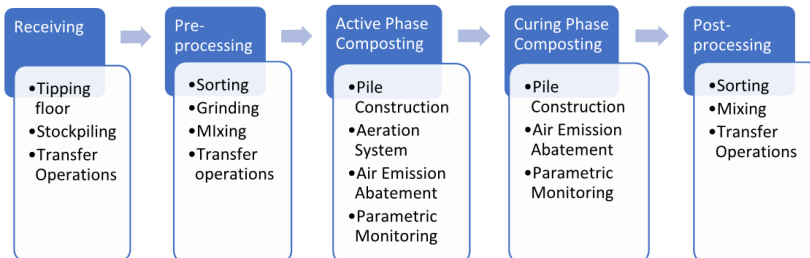 Receiving
•Tipping
floor
•Stockpiling
•Transfer
Operations
Pre-
processing
•Sorting
•Grinding
•MIxing
•Transfer
operations
Active Phase
Composting
•Pile
Construction
•Aeration
System
•Air Emission
Abatement
•Parametric
Monitoring
Curing Phase
Composting
•Pile
Construction
•Air Emission
Abatement
•Parametric
Monitoring
Post-
processing
•Sorting
•Mixing
•Transfer
Operations